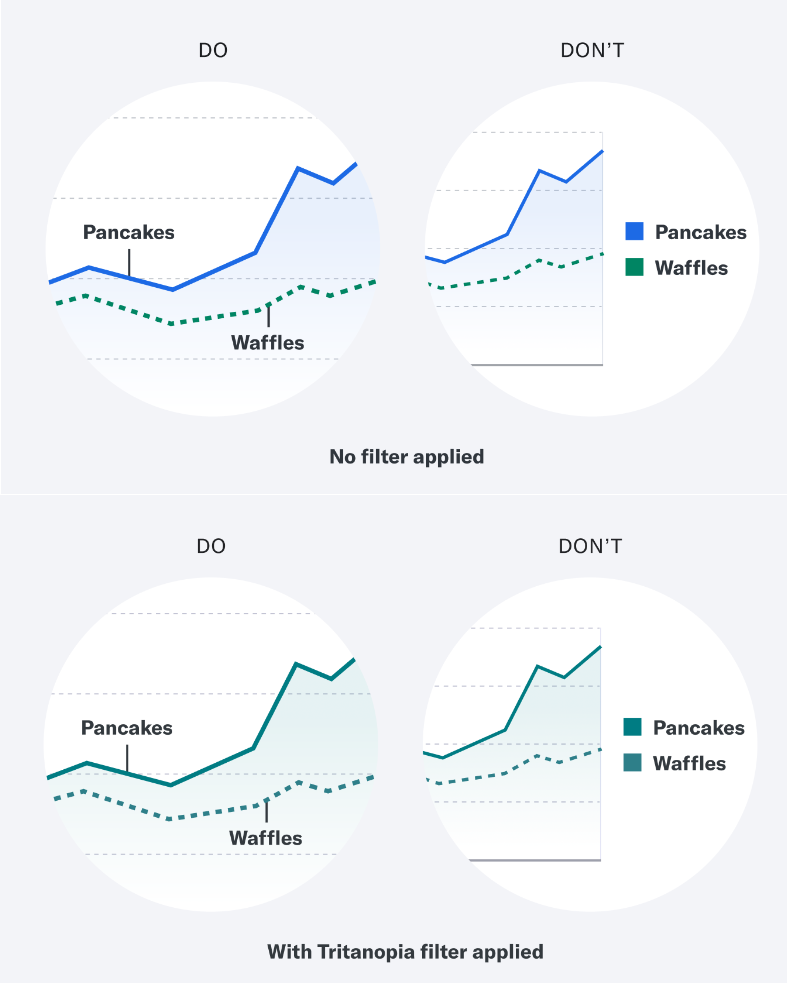 DO
DON’T
Pancakes
Waffles
Pancakes
Waffles
No filter applied
DO
DON’T
Pancakes
Waffles
Pancakes
Waffles
With Tritanopia filter applied